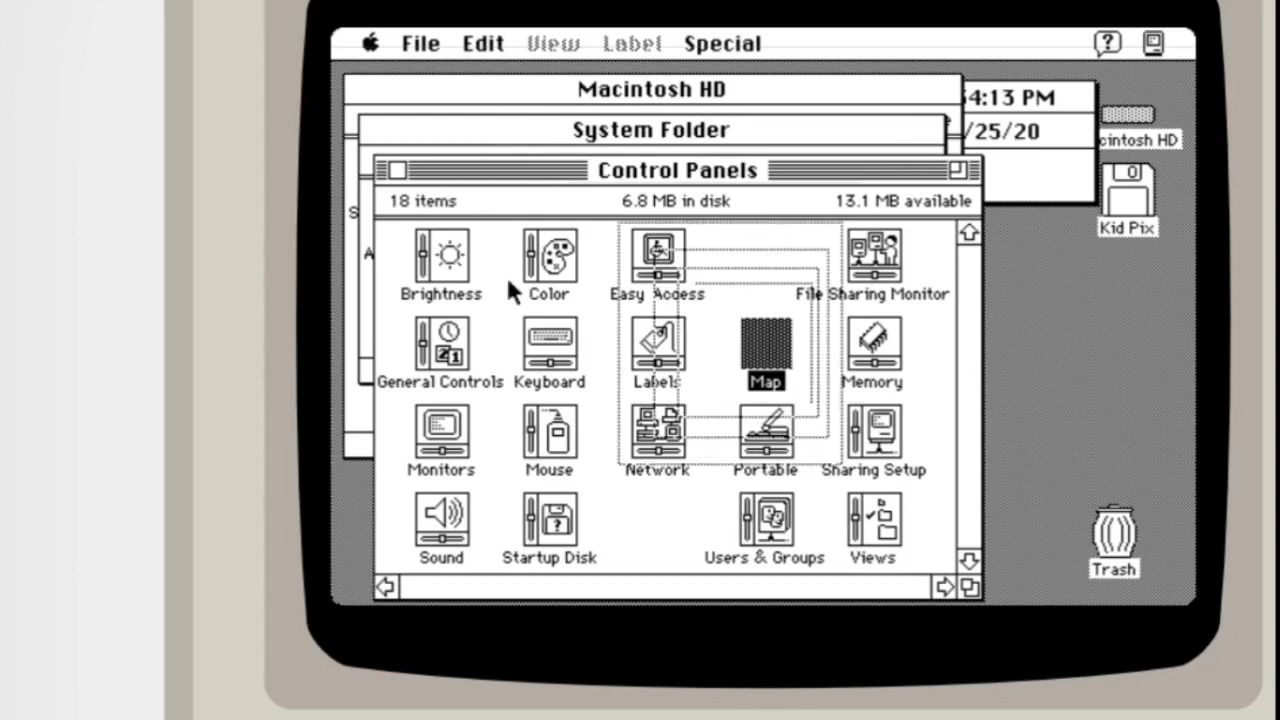 File Edit View Label Special
Macintosh HD
System Folder
Control Panels
4:13 PM
/25/20
cintosh HD
Kid Pix
18 items 6.8 MB in disk 13.1 MB available
S
A
Brightness Color Easy Access File Sharing Monitor
General Controls Keyboard Labels Map Memory
Monitors Mouse Network Portable Sharing Setup
Sound Startup Disk Users & Groups Views
Trash